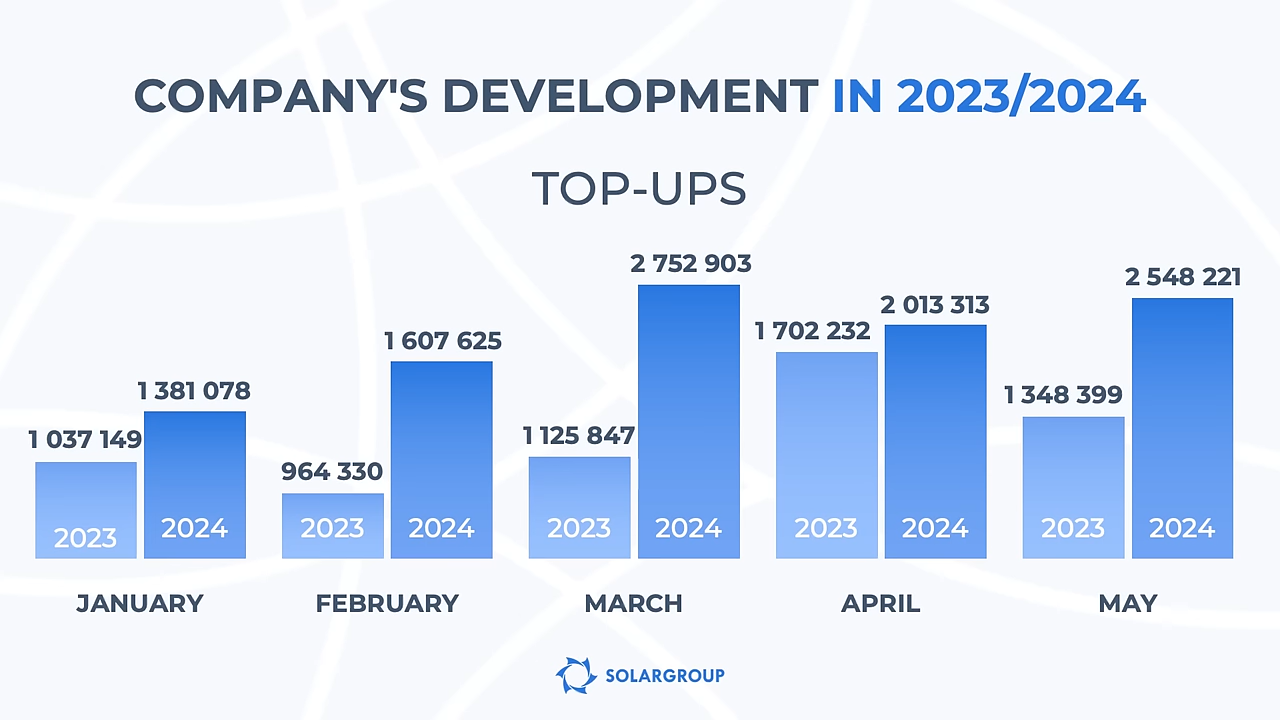 COMPANY'S DEVELOPMENT IN 2023/2024
TOP-UPS
1 037 149
2023
1 381 078
2024
JANUARY
964 330
2023
1 607 625
2024
FEBRUARY
1 125 847
2023
2 752 903
2024
MARCH
1 702 232
2023
2 013 313
2024
APRIL
1 348 399
2023
2 548 221
2024
MAY
SOLARGROUP